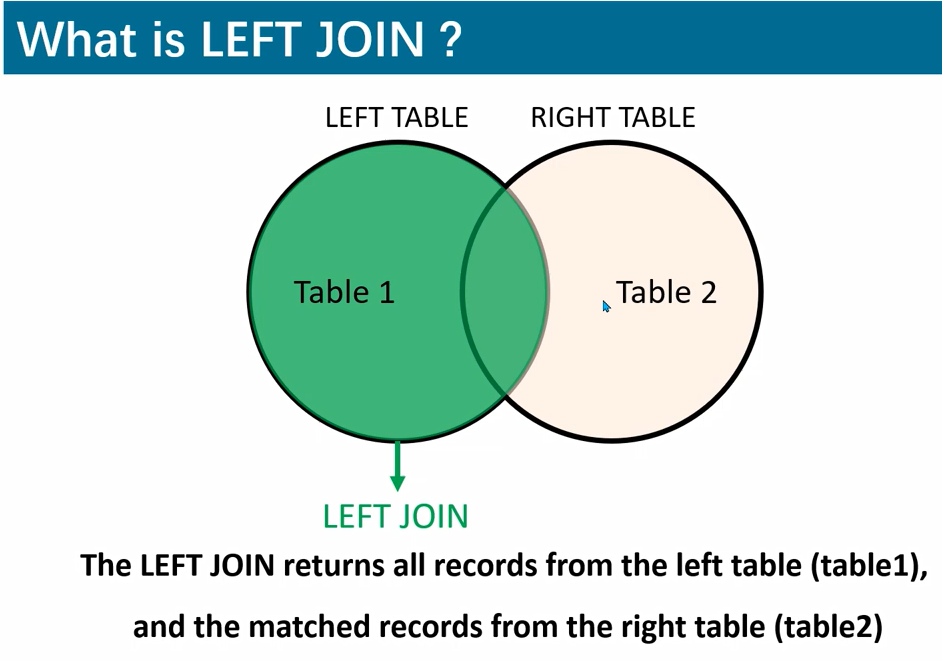 What is LEFT JOIN ?
LEFT TABLE
RIGHT TABLE
Table 1
Table 2
LEFT JOIN
The LEFT JOIN returns all records from the left table (table1),
and the matched records from the right table (table2)